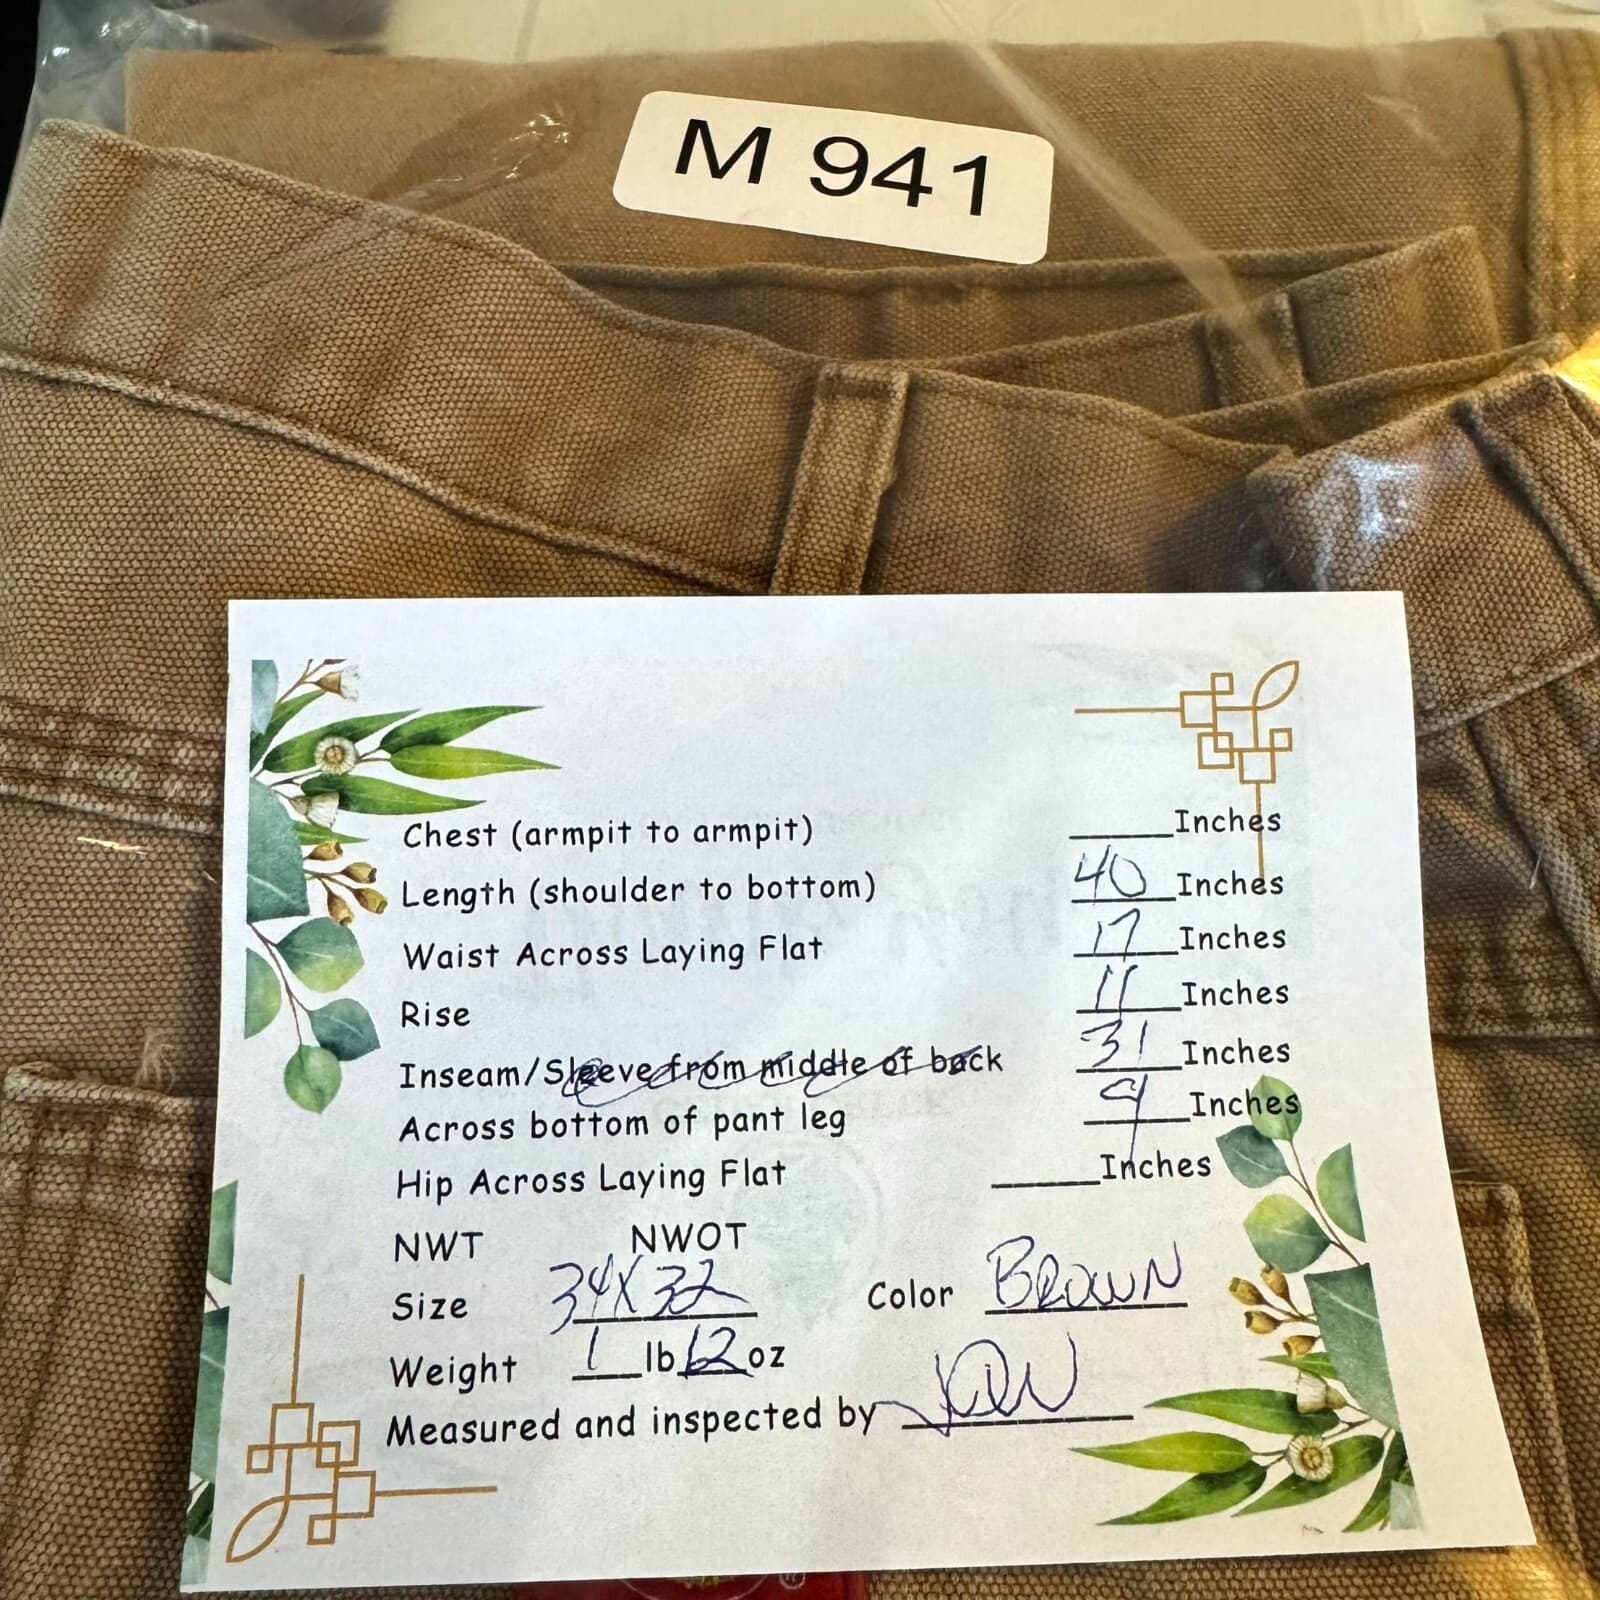 M 941
Chest (armpit to armpit) ______Inches
Length (shoulder to bottom) 40 Inches
Waist Across Laying Flat 17 Inches
Rise 11 Inches
Inseam/Sleeve from middle of back 31 Inches
Across bottom of pant leg 9 Inches
Hip Across Laying Flat ______Inches
NWT NWOT
Size 34X32 Color BROWN
Weight 1 lb 12 oz
Measured and inspected by
®